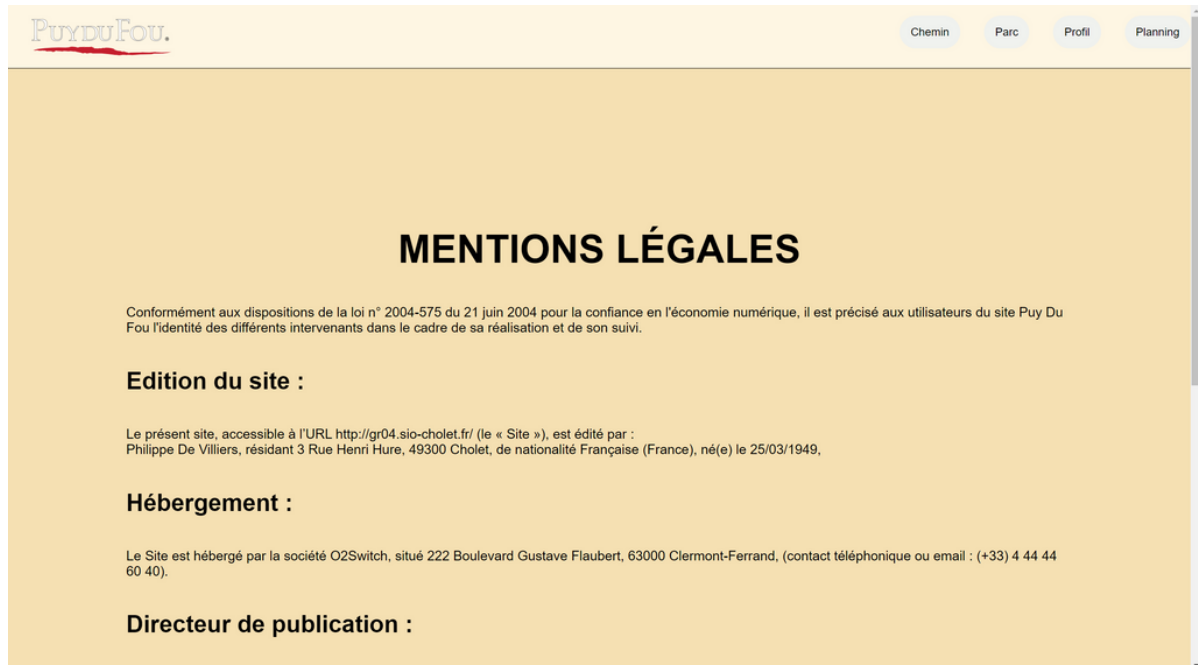 PUYDUFOU.
Chemin
Parc
Profil
Planning
MENTIONS LÉGALES
Conformément aux dispositions de la loi n° 2004-575 du 21 juin 2004 pour la confiance en l'économie numérique, il est précisé aux utilisateurs du site Puy Du
Fou l'identité des différents intervenants dans le cadre de sa réalisation et de son suivi.
Edition du site :
Le présent site, accessible à l'URL http://gr04.sio-cholet.fr/ (le « Site »), est édité par :
Philippe De Villiers, résidant 3 Rue Henri Hure, 49300 Cholet, de nationalité Française (France), né(e) le 25/03/1949,
Hébergement :
Le Site est hébergé par la société O2Switch, situé 222 Boulevard Gustave Flaubert, 63000 Clermont-Ferrand, (contact téléphonique ou email : (+33) 4 44 44
60 40).
Directeur de publication :